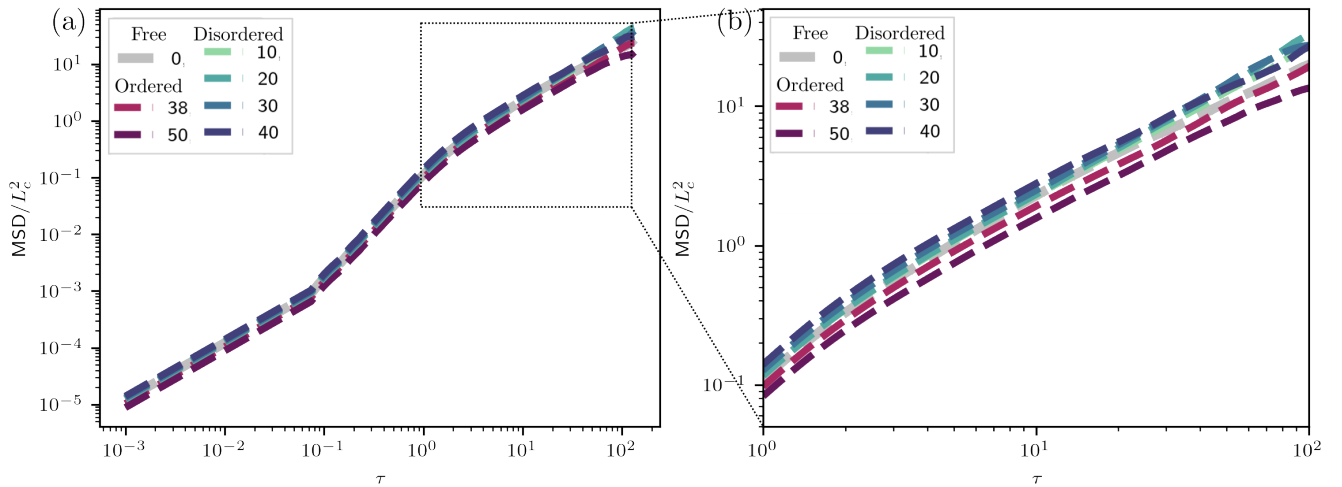 (a)
Free
0,
Ordered
38
50
Disordered
10,
20
30
40
MSD/L_c^2
10^1
10^0
10^{-1}
10^{-2}
10^{-3}
10^{-4}
10^{-5}
10^{-3}
10^{-2}
10^{-1}
10^0
10^1
10^2
τ
(b)
Free
0,
Ordered
38
50
Disordered
10,
20
30
40
MSD/L_c^2
10^1
10^0
10^{-1}
10^0
10^1
10^2
τ